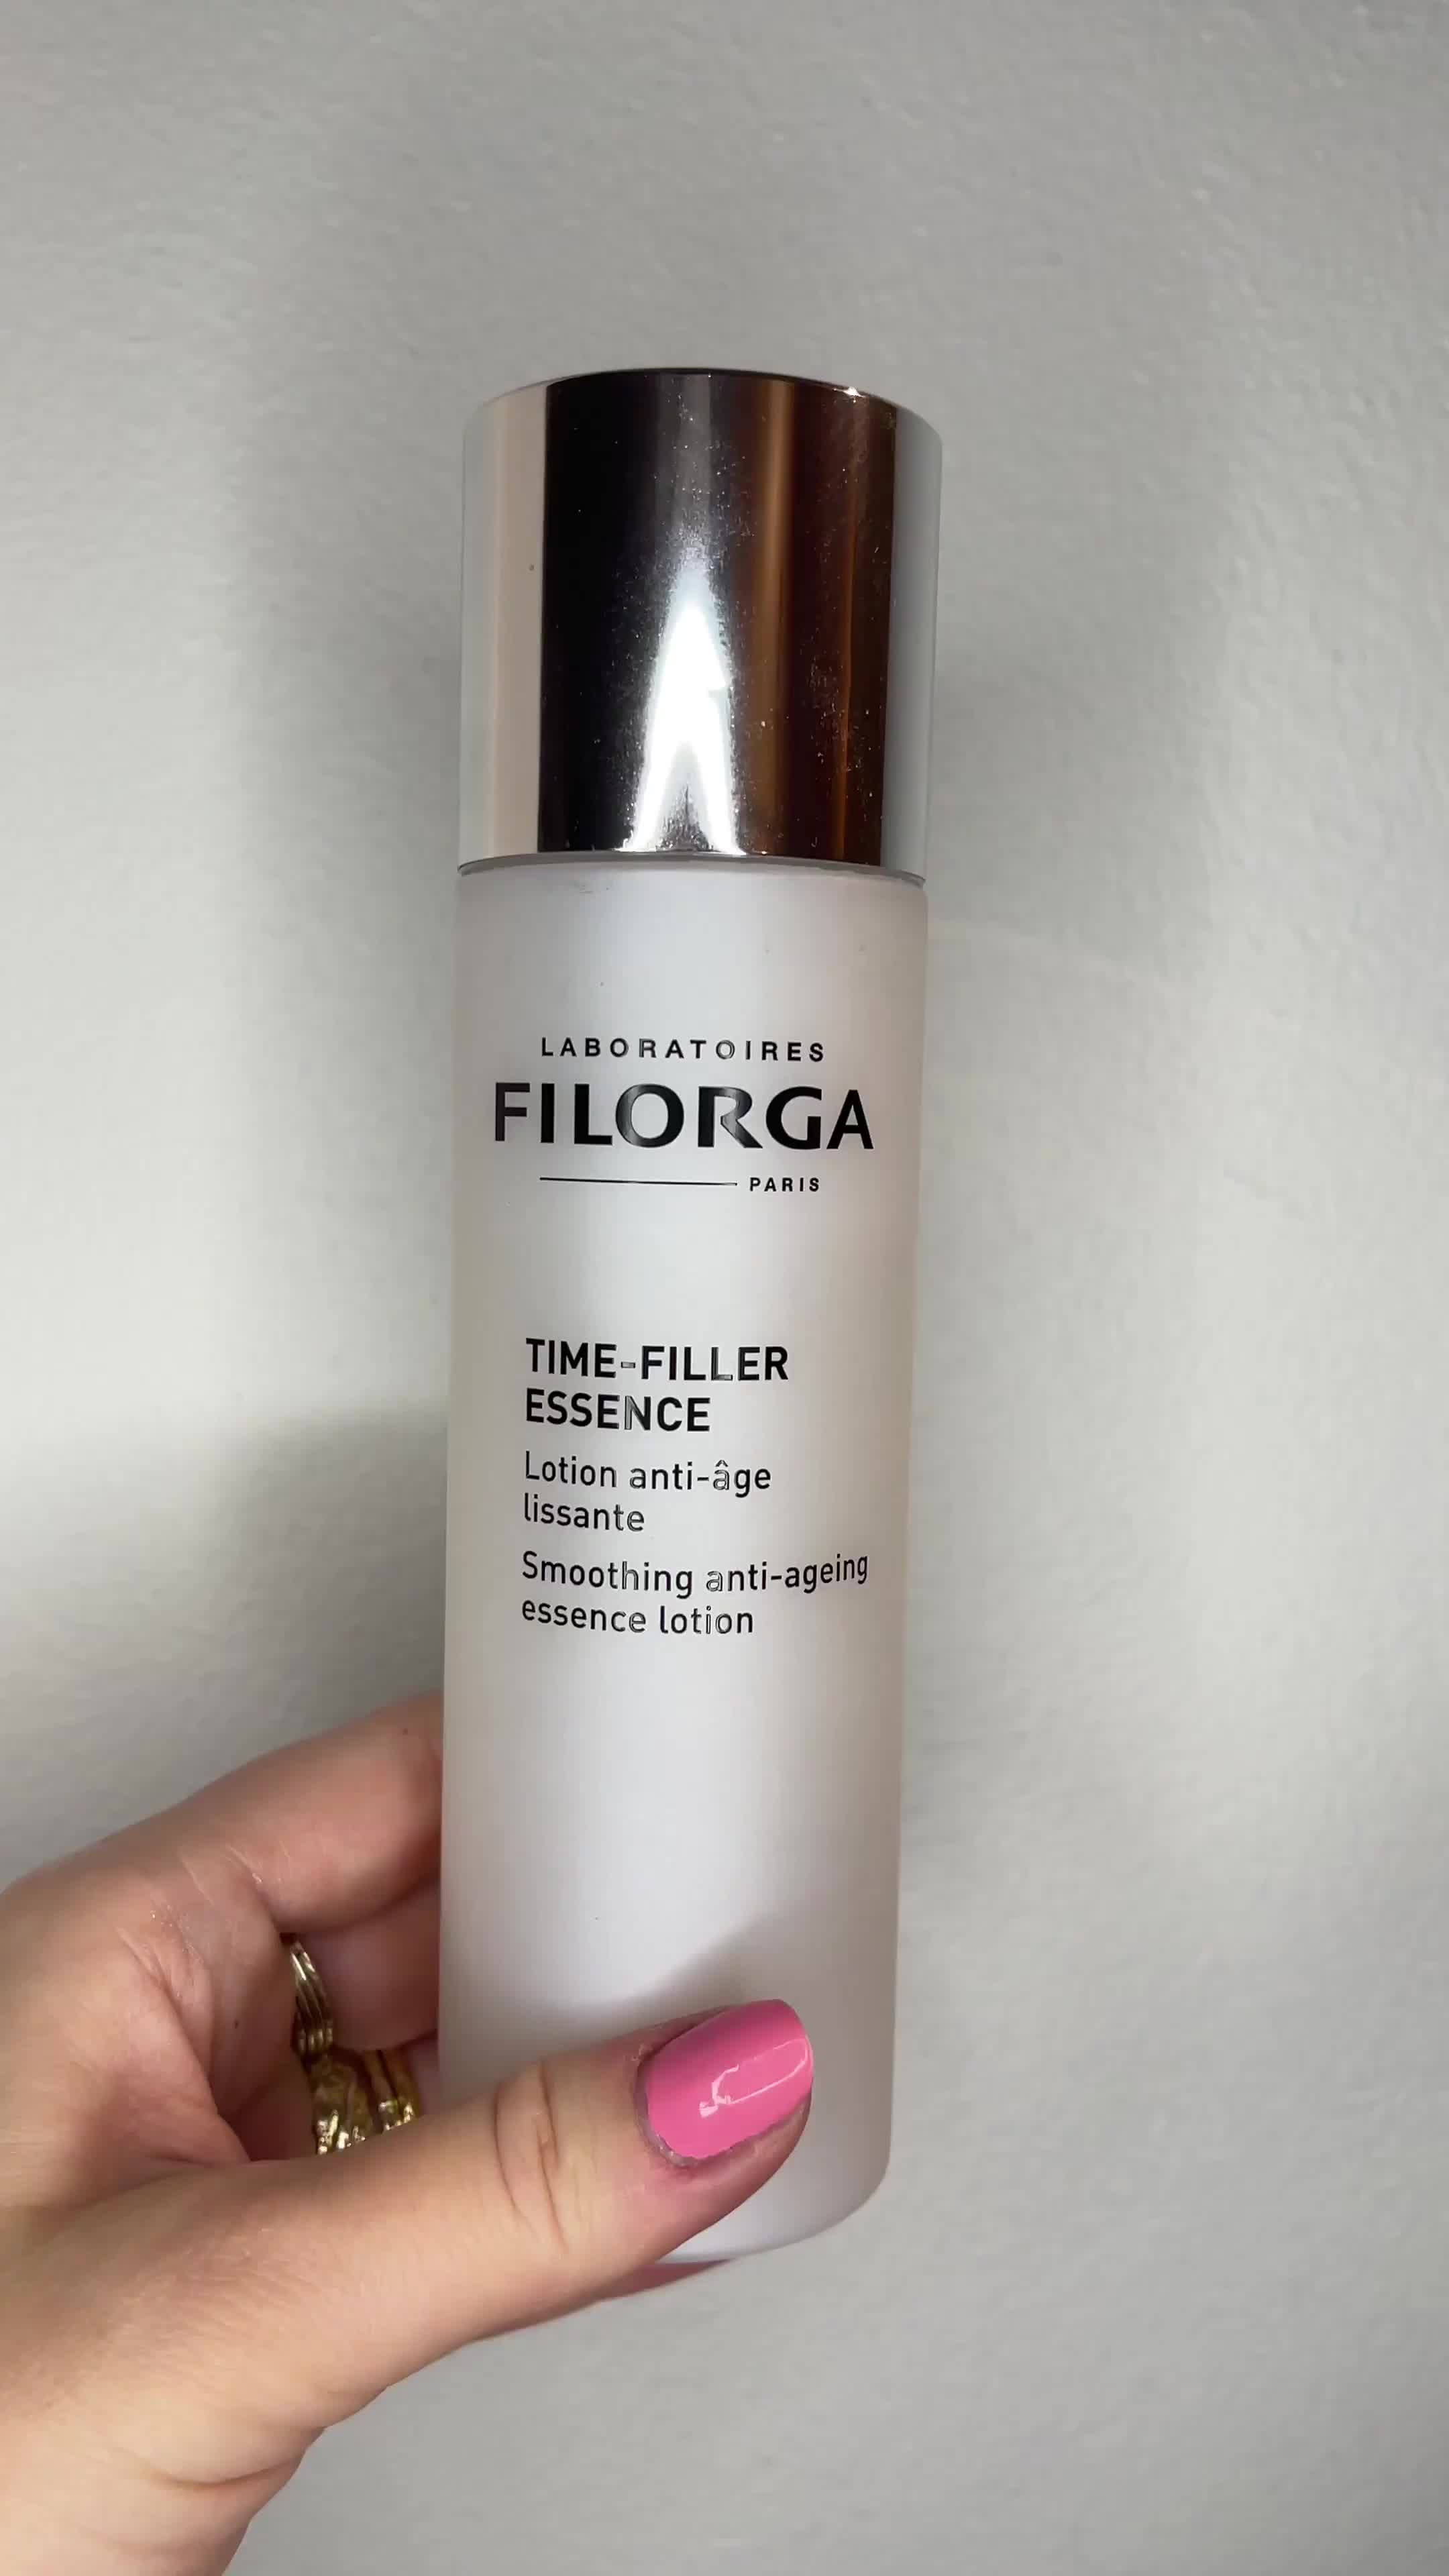 LABORATOIRES
FILORGA
PARIS
TIME-FILLER
ESSENCE
Lotion anti-âge
lissante
Smoothing anti-ageing
essence lotion